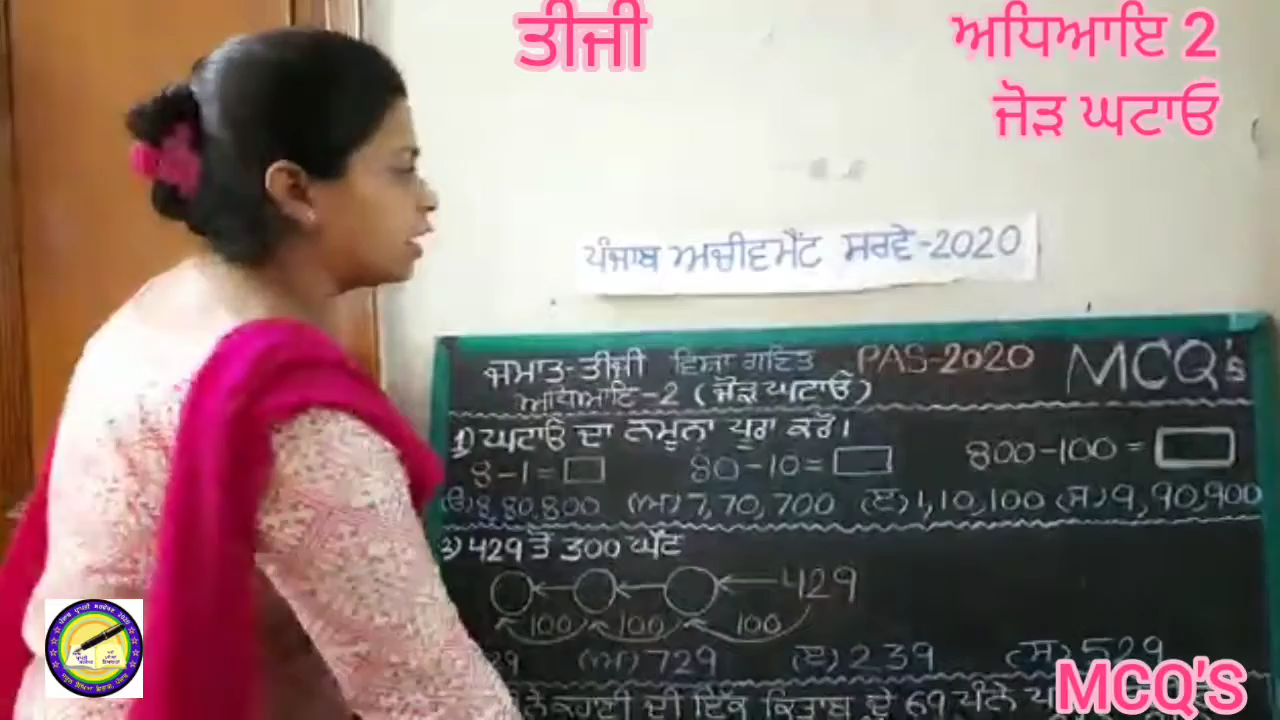 ਤੀਜੀ
ਅਧਿਆਇ 2
ਜੋੜ ਘਟਾਓ
ਪੰਜਾਬ ਅਚੀਵਮੈਂਟ ਸਰਵੇ-2020
ਜਮਾਤ-ਤੀਜੀ ਵਿਸ਼ਾ ਗਣਿਤ PAS-2020 MCQ's
ਅਧਿਆਇ-2 (ਜੋੜ ਘਟਾਓ)
1) ਘਟਾਓ ਦਾ ਨਮੂਨਾ ਪੂਰਾ ਕਰੋ।
8-1= 80-10= 800-100=
(ੳ) 8,80,800 (ਅ) 7,70,700 (ੲ) 1,10,100 (ਸ) 9,90,900
2) 429 ਤੋਂ 300 ਘੱਟ
429
100 100 100
(ਅ) 729 ੲ) 239 (ਸ) 529
ਕਹਾਣੀ ਦੀ ਇੱਕ ਕਿਤਾਬ ਦੇ 69 ਪੰਨੇ
MCQ'S